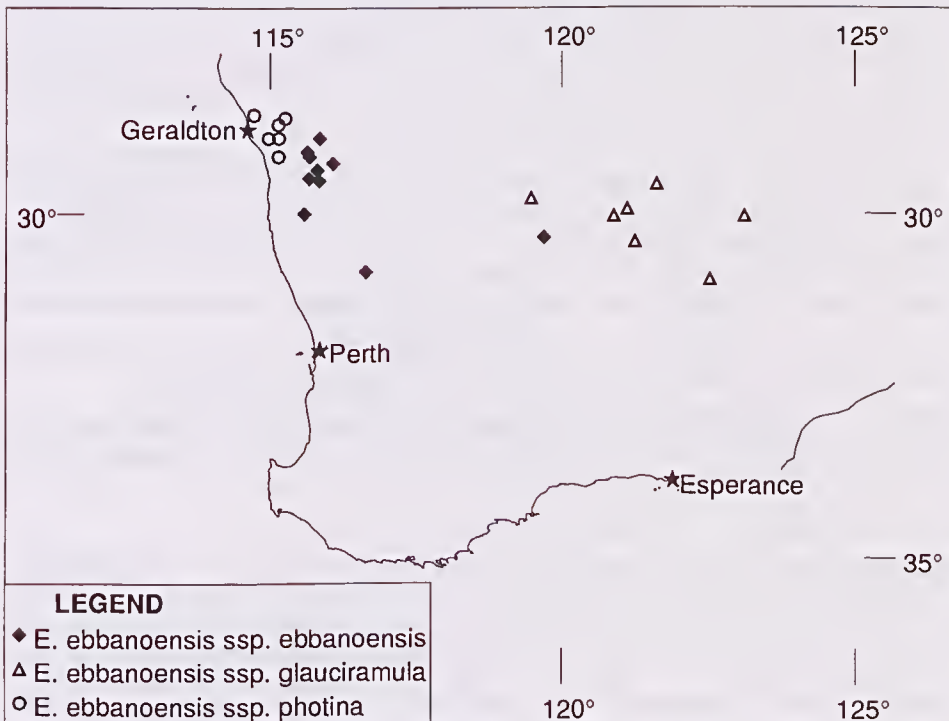 115° 120° 125°
Geraldton
30° 30°
Perth
Esperance
35°
LEGEND
E. ebbanoensis ssp. ebbanoensis
E. ebbanoensis ssp. glauciramula
E. ebbanoensis ssp. photina
120° 125°